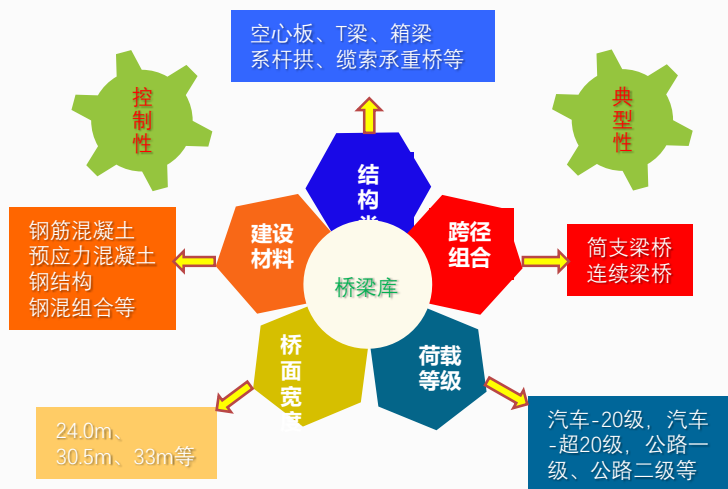 空心板、T梁、箱梁
系杆拱、缆索承重桥等
控
制
性
典
型
性
结
构
类
建设
材料
跨径
组合
钢筋混凝土
预应力混凝土
钢结构
钢混组合等
简支梁桥
连续梁桥
桥梁库
桥
面
宽
度
荷载
等级
24.0m、
30.5m、33m等
汽车-20级，汽车
-超20级，公路一
级、公路二级等